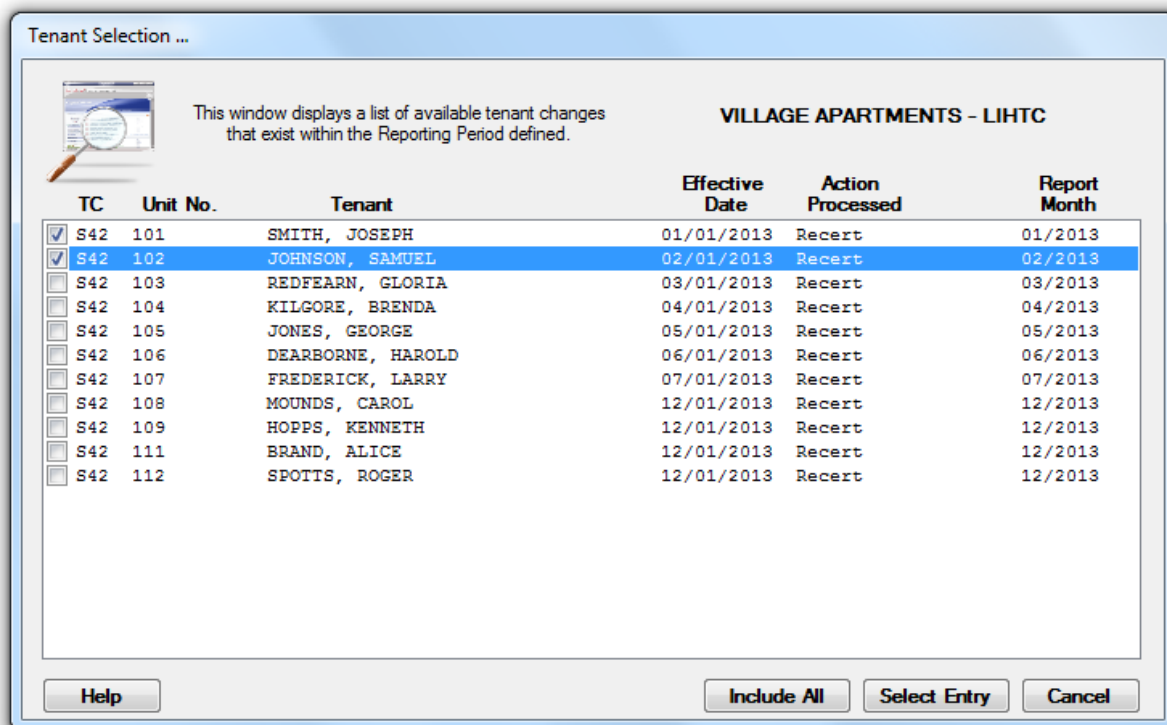 Tenant Selection ...
This window displays a list of available tenant changes
that exist within the Reporting Period defined.
VILLAGE APARTMENTS - LIHTC
TC Unit No. Tenant Effective Date Action Processed Report Month
S42 101 SMITH, JOSEPH 01/01/2013 Recert 01/2013
S42 102 JOHNSON, SAMUEL 02/01/2013 Recert 02/2013
S42 103 REDFEARN, GLORIA 03/01/2013 Recert 03/2013
S42 104 KILGORE, BRENDA 04/01/2013 Recert 04/2013
S42 105 JONES, GEORGE 05/01/2013 Recert 05/2013
S42 106 DEARBORNE, HAROLD 06/01/2013 Recert 06/2013
S42 107 FREDERICK, LARRY 07/01/2013 Recert 07/2013
S42 108 MOUNDS, CAROL 12/01/2013 Recert 12/2013
S42 109 HOPPS, KENNETH 12/01/2013 Recert 12/2013
S42 111 BRAND, ALICE 12/01/2013 Recert 12/2013
S42 112 SPOTTS, ROGER 12/01/2013 Recert 12/2013
Help Include All Select Entry Cancel